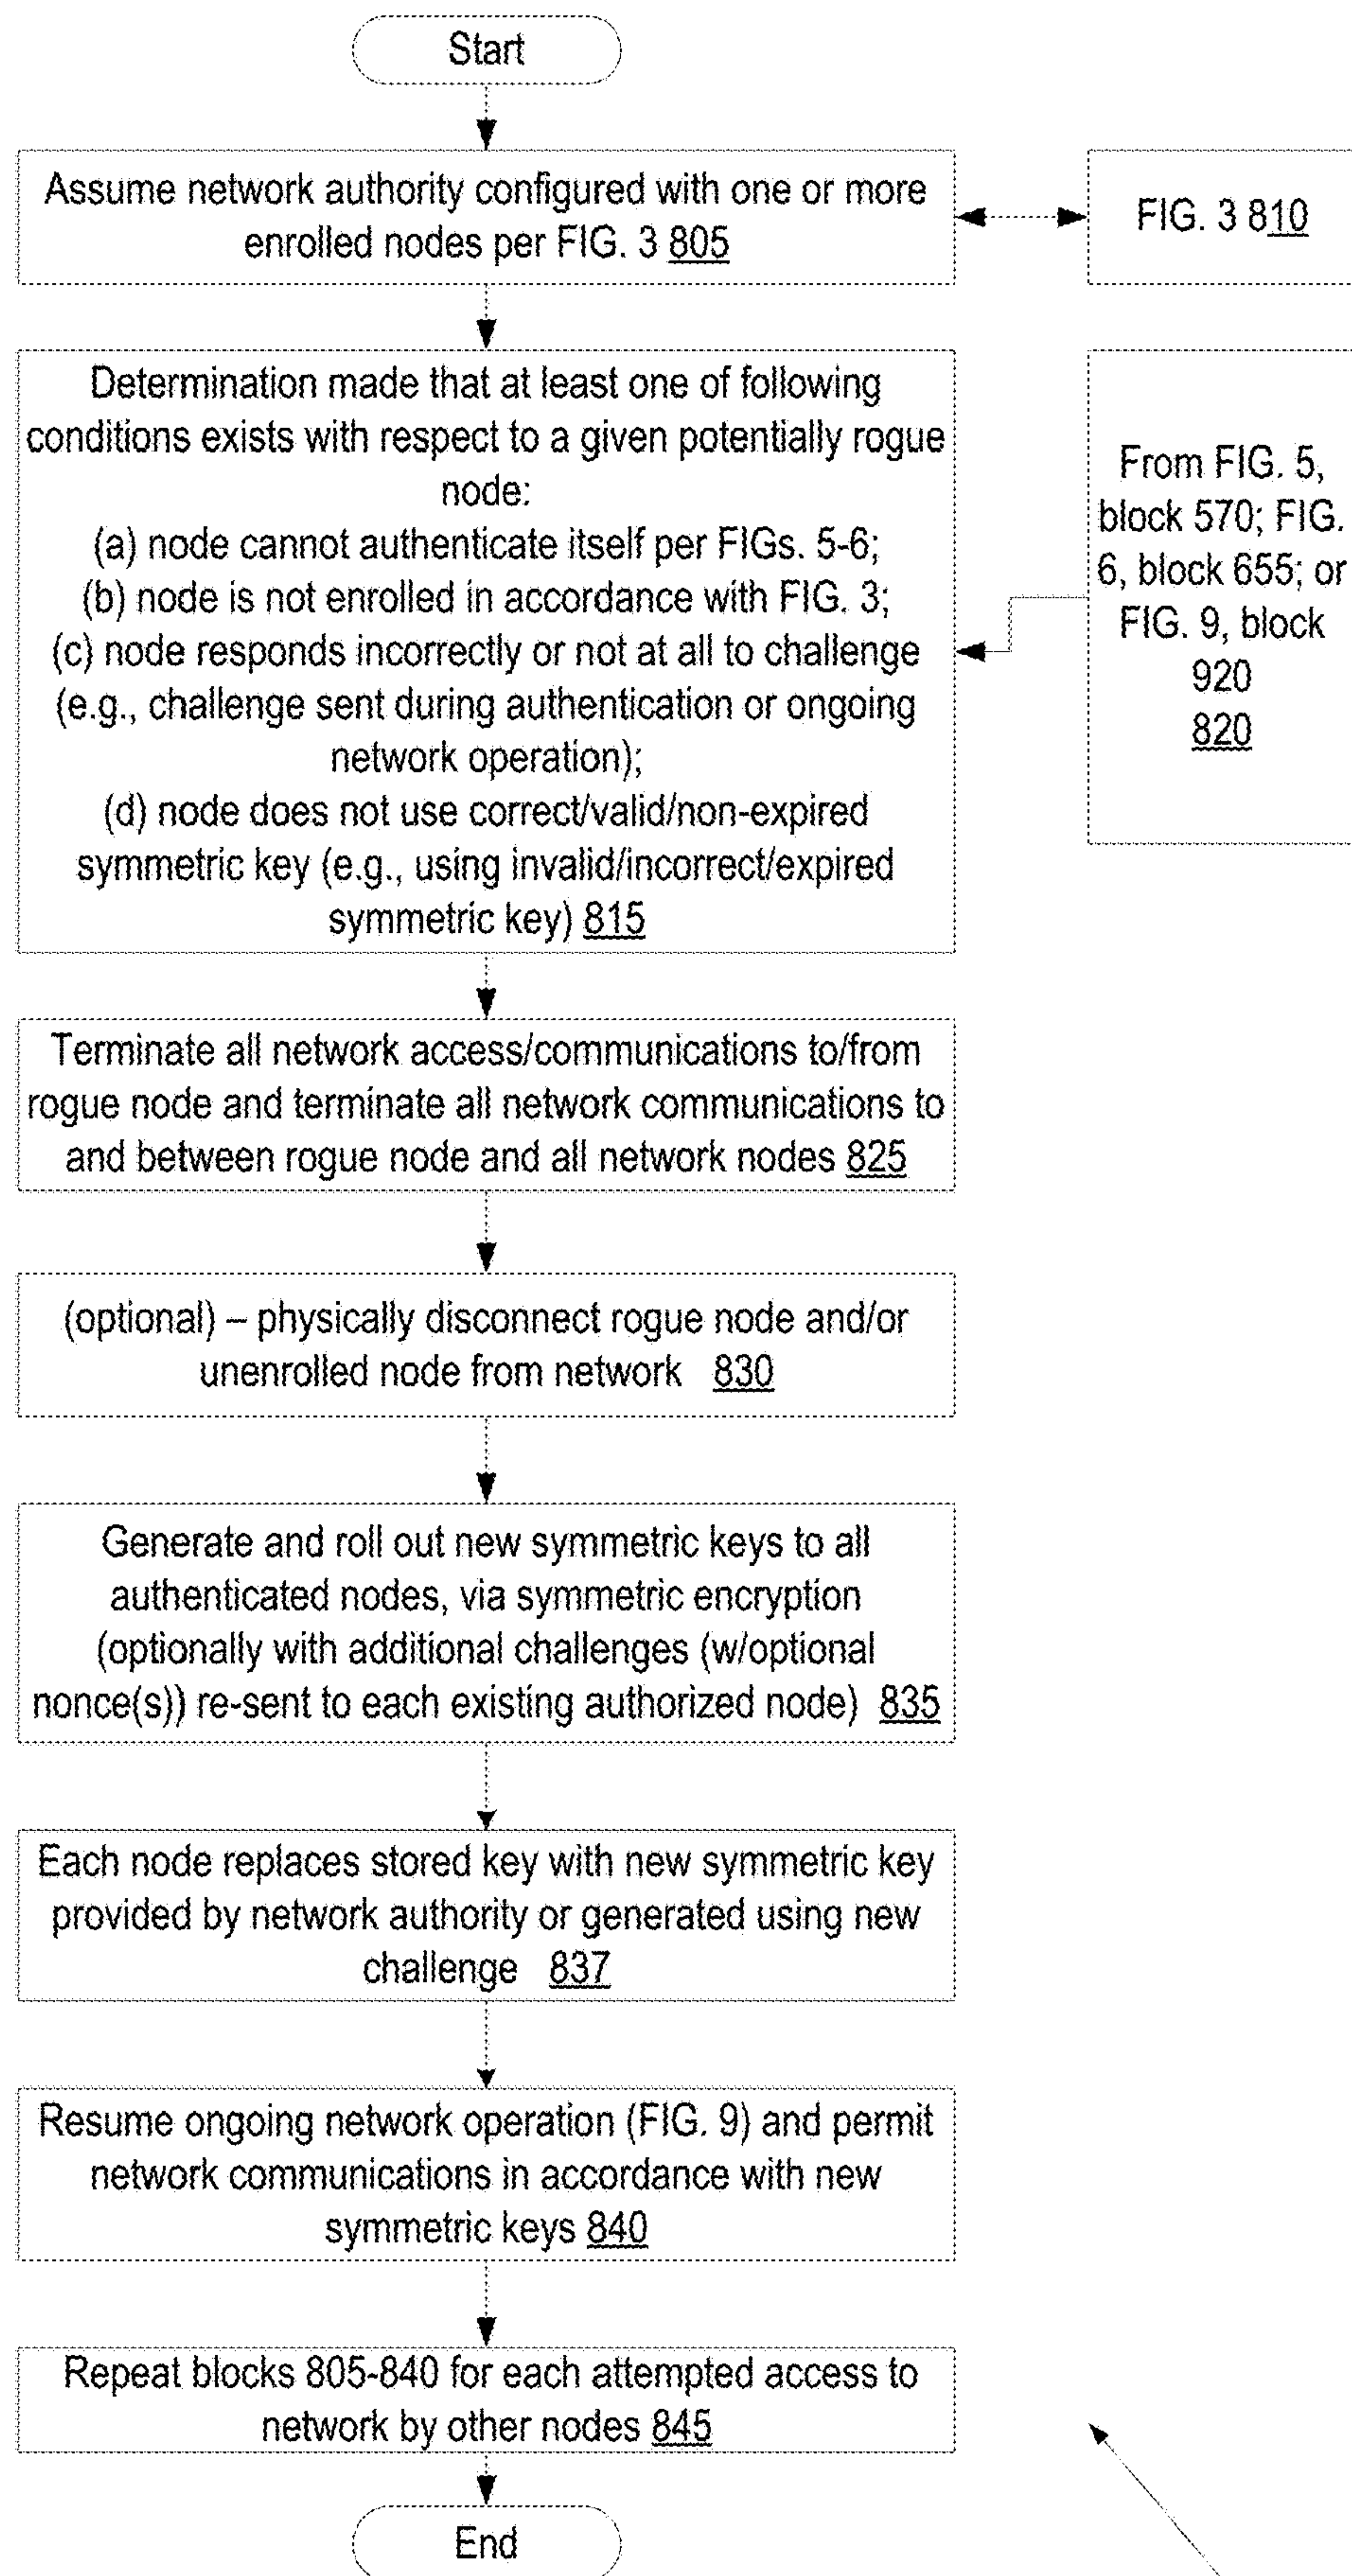 Start
Assume network authority configured with one or more
enrolled nodes per FIG. 3 805
FIG. 3 810
Determination made that at least one of following
conditions exists with respect to a given potentially rogue
node:
(a) node cannot authenticate itself per FIGs. 5-6;
(b) node is not enrolled in accordance with FIG. 3;
(c) node responds incorrectly or not at all to challenge
(e.g., challenge sent during authentication or ongoing
network operation);
(d) node does not use correct/valid/non-expired
symmetric key (e.g., using invalid/incorrect/expired
symmetric key) 815
From FIG. 5,
block 570; FIG.
6, block 655; or
FIG. 9, block
920
820
Terminate all network access/communications to/from
rogue node and terminate all network communications to
and between rogue node and all network nodes 825
(optional) – physically disconnect rogue node and/or
unenrolled node from network 830
Generate and roll out new symmetric keys to all
authenticated nodes, via symmetric encryption
(optionally with additional challenges (w/optional
nonce(s)) re-sent to each existing authorized node) 835
Each node replaces stored key with new symmetric key
provided by network authority or generated using new
challenge 837
Resume ongoing network operation (FIG. 9) and permit
network communications in accordance with new
symmetric keys 840
Repeat blocks 805-840 for each attempted access to
network by other nodes 845
End